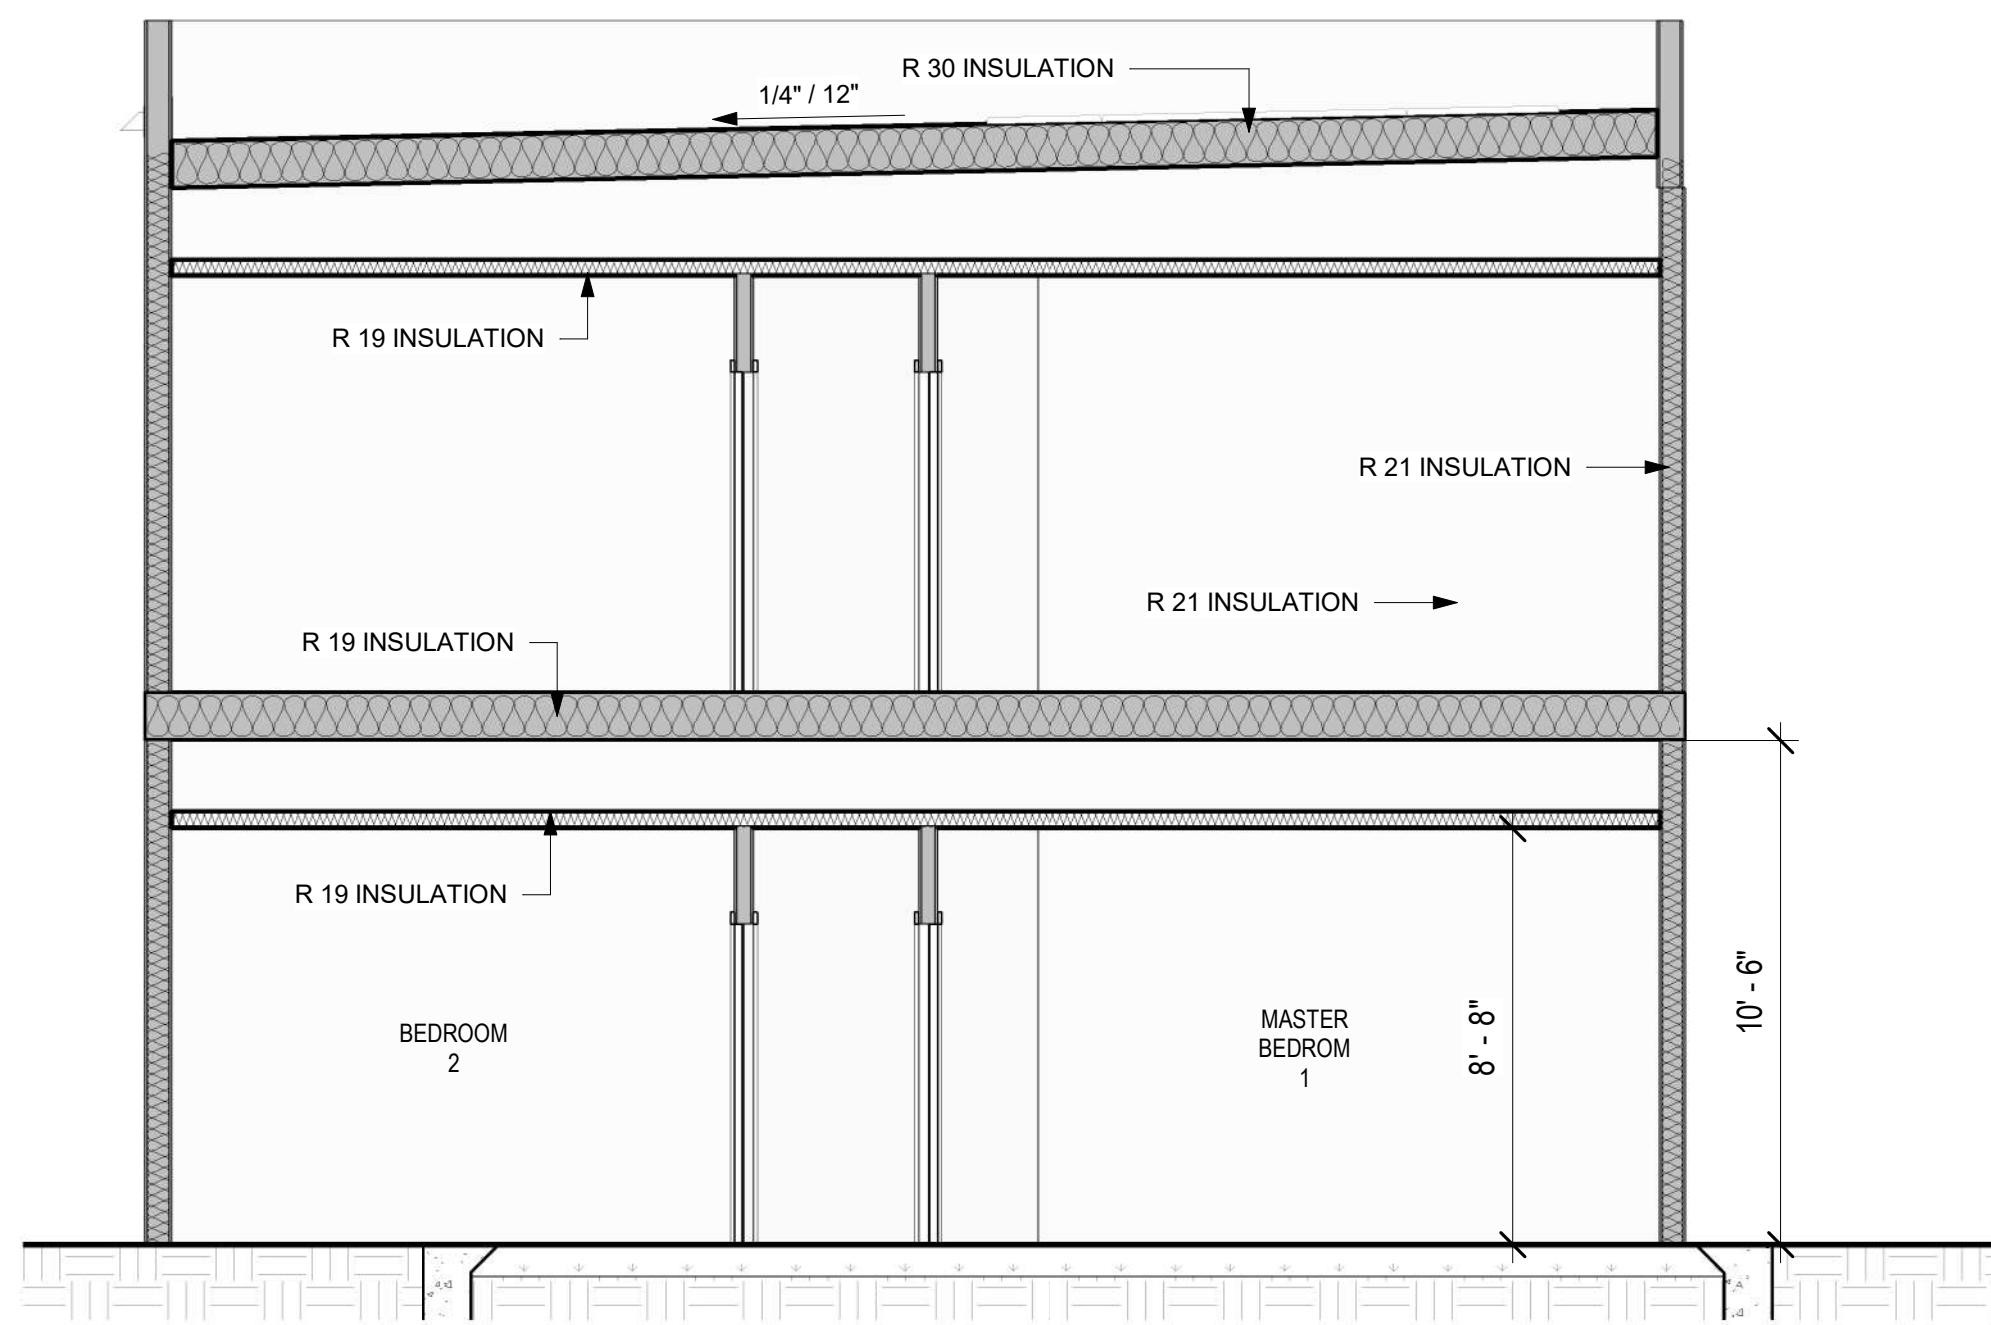 R 30 INSULATION
1/4" / 12"
R 19 INSULATION
R 21 INSULATION
R 21 INSULATION
R 19 INSULATION
R 19 INSULATION
10' - 6"
8' - 8"
BEDROOM
2
MASTER
BEDROM
1